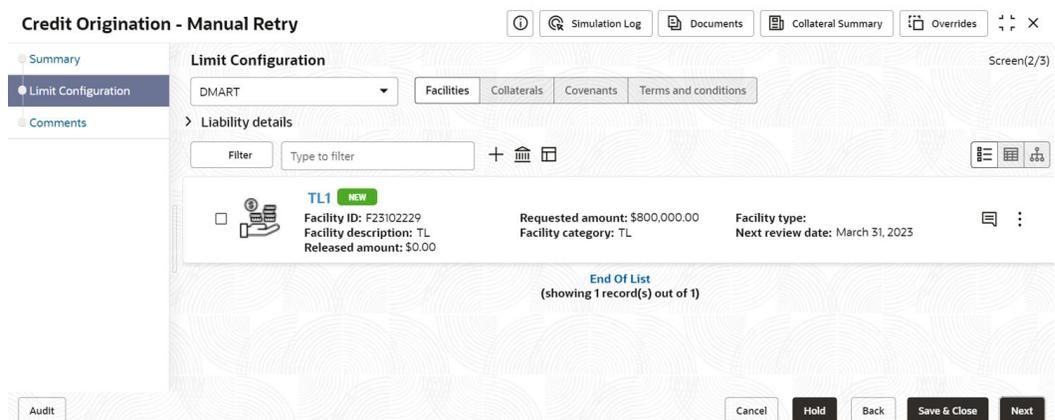 Credit Origination - Manual Retry
Simulation Log
Documents
Collateral Summary
Overrides
Summary
Limit Configuration
Comments
Limit Configuration
Screen(2/3)
DMART
Facilities
Collaterals
Covenants
Terms and conditions
Liability details
Filter
Type to filter
TL1 NEW
Facility ID: F23102229
Facility description: TL
Released amount: $0.00
Requested amount: $800,000.00
Facility category: TL
Facility type:
Next review date: March 31, 2023
End Of List
(showing 1 record(s) out of 1)
Audit
Cancel
Hold
Back
Save & Close
Next